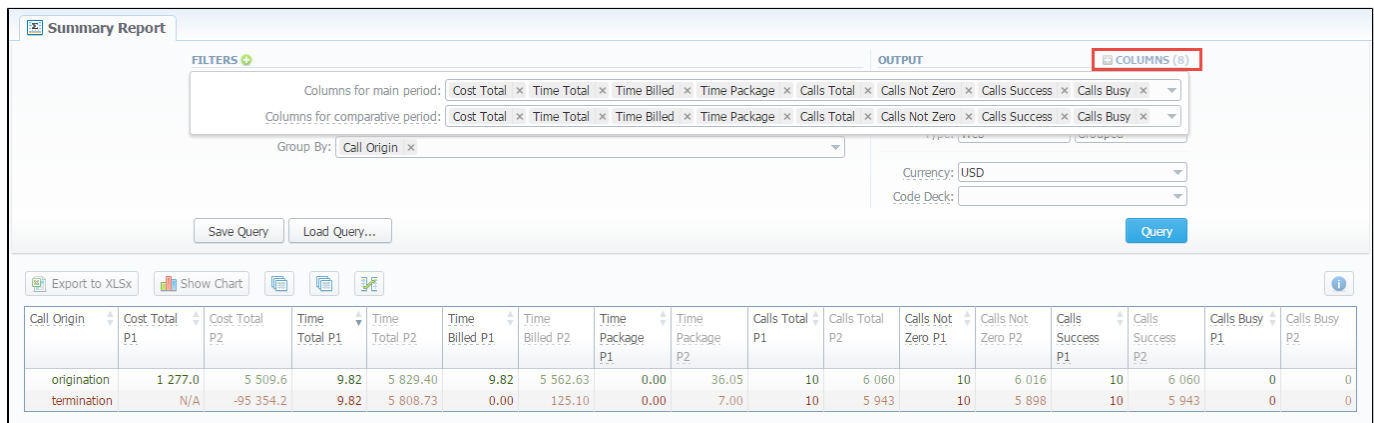 Summary Report
FILTERS OUTPUT COLUMNS (8)
Columns for main period: Cost Total × Time Total × Time Billed × Time Package × Calls Total × Calls Not Zero × Calls Success × Calls Busy ×
Columns for comparative period: Cost Total × Time Total × Time Billed × Time Package × Calls Total × Calls Not Zero × Calls Success × Calls Busy ×
Group By: Call Origin ×
Currency: USD
Code Deck:
Save Query Load Query... Query
Export to XLSx Show Chart
Call Origin Cost Total Cost Total Time Time Time Time Time Time Calls Total Calls Total Calls Not Calls Not Calls Calls Calls Busy Calls Busy
P1 P2 Total P1 Total P2 Billed P1 Billed P2 Package Package P1 P2 Zero P1 Zero P2 Success Success P1 P2
P1 P2 P1 P2
origination 1 277.0 5 509.6 9.82 5 829.40 9.82 5 562.63 0.00 36.05 10 6 060 10 6 016 10 6 060 0 0
termination N/A -95 354.2 9.82 5 808.73 0.00 125.10 0.00 7.00 10 5 943 10 5 898 10 5 943 0 0